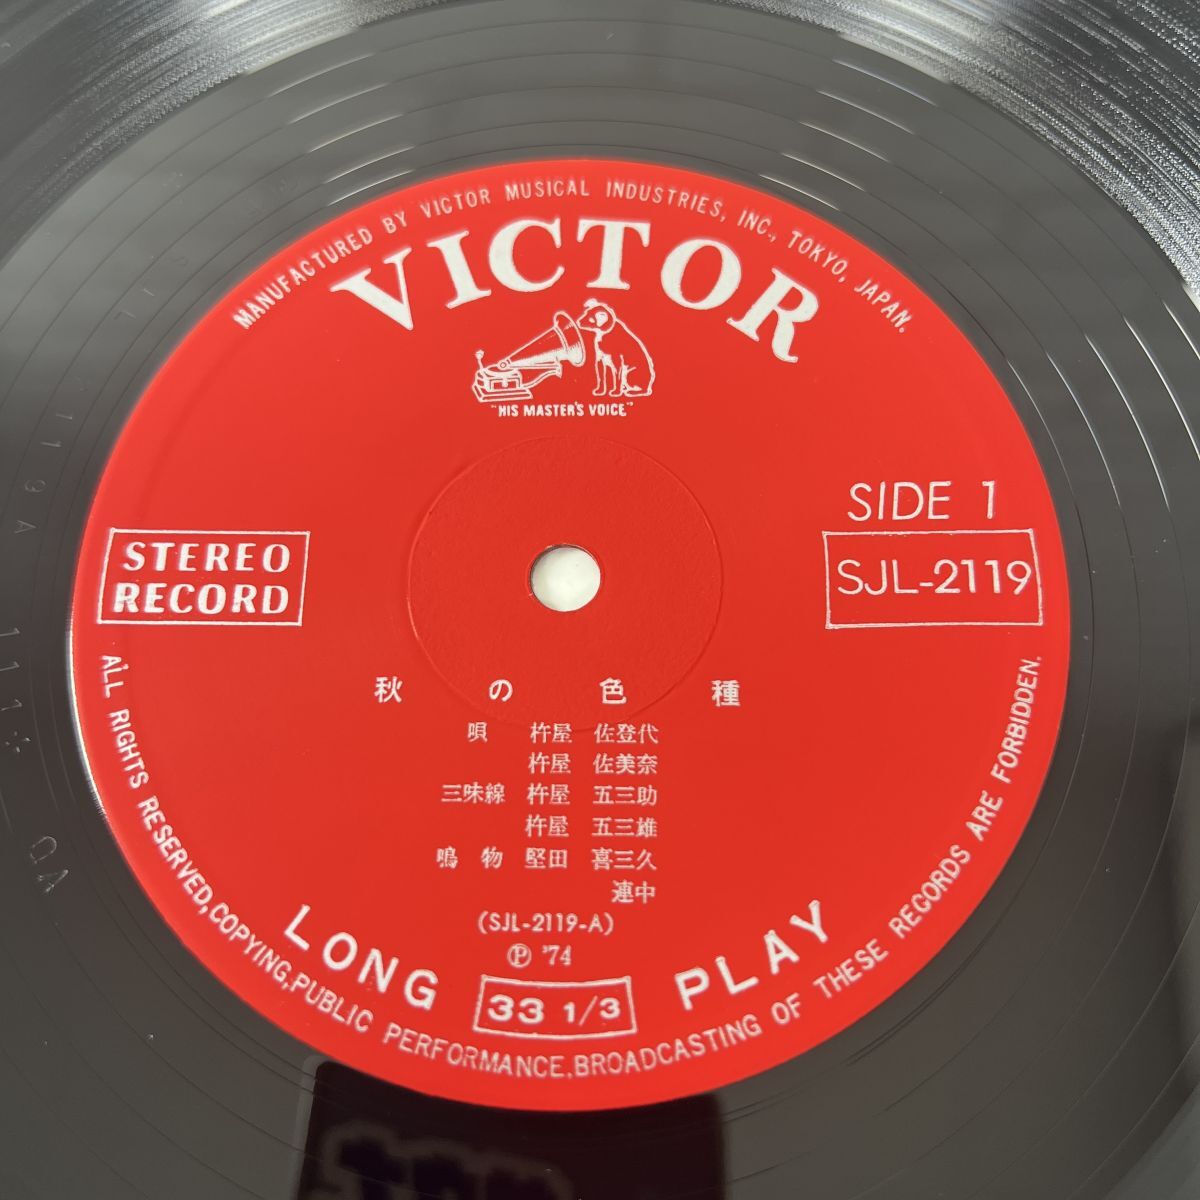 MANUFACTURED BY VICTOR MUSICAL INDUSTRIES, INC., TOKYO, JAPAN.
VICTOR
"HIS MASTER'S VOICE"
SIDE 1
STEREO
RECORD
SJL-2119
秋の色種
唄 杵屋 佐登代
杵屋 佐美奈
三味線 杵屋 五三助
杵屋 五三雄
鳴物 堅田 喜三久
連中
(SJL-2119-A)
Ⓟ '74
LONG PLAY
33 1/3
ALL RIGHTS RESERVED, COPYING, PUBLIC PERFORMANCE, BROADCASTING OF THESE RECORDS ARE FORBIDDEN.